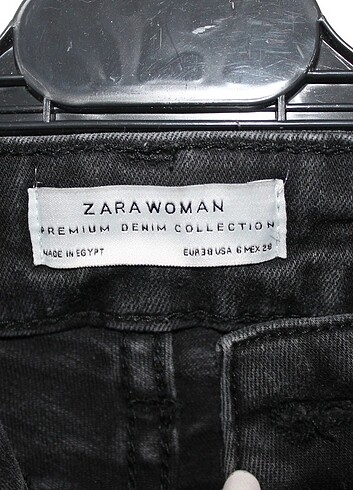 ZARA WOMAN
PREMIUM DENIM COLLECTION
MADE IN EGYPT EUR 38 USA 6 MEX 28